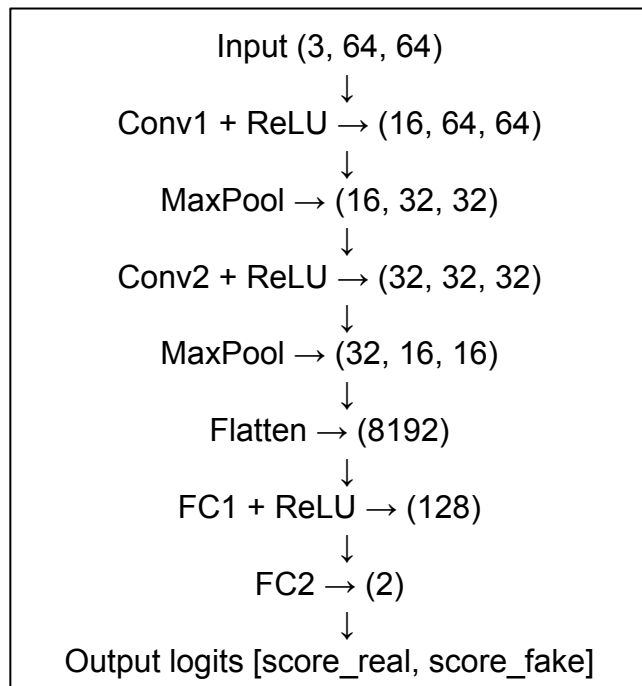 Input (3, 64, 64)
↓
Conv1 + ReLU → (16, 64, 64)
↓
MaxPool → (16, 32, 32)
↓
Conv2 + ReLU → (32, 32, 32)
↓
MaxPool → (32, 16, 16)
↓
Flatten → (8192)
↓
FC1 + ReLU → (128)
↓
FC2 → (2)
↓
Output logits [score_real, score_fake]